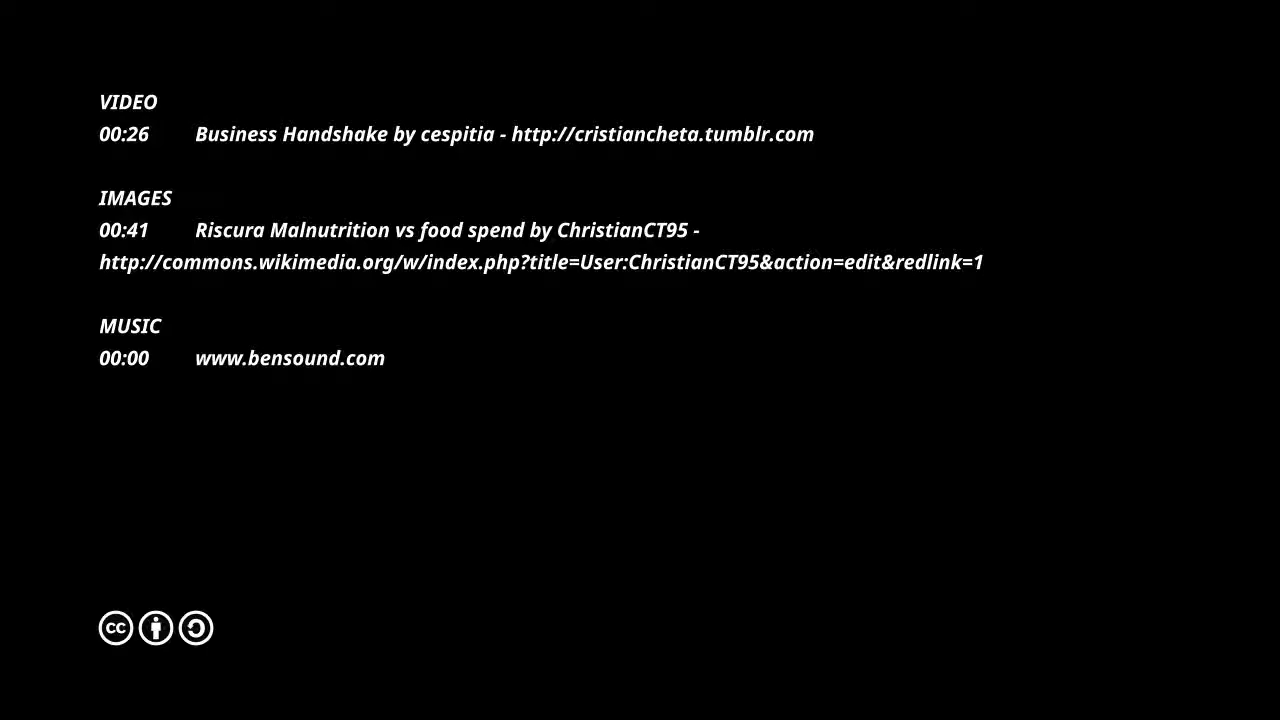 VIDEO
00:26 Business Handshake by cespitia - http://cristiancheta.tumblr.com
IMAGES
00:41 Riscura Malnutrition vs food spend by ChristianCT95 -
http://commons.wikimedia.org/w/index.php?title=User:ChristianCT95&action=edit&redlink=1
MUSIC
00:00 www.bensound.com
cc